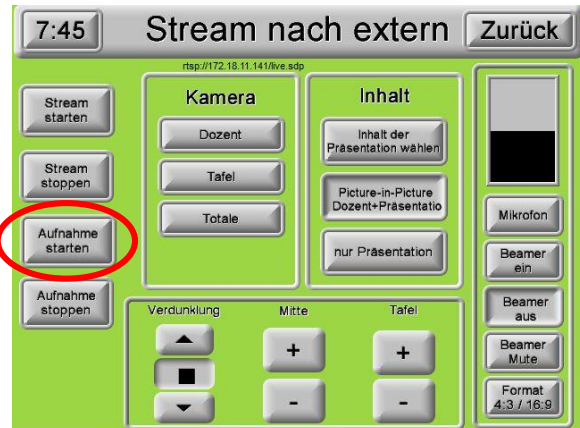 7:45
Stream nach extern
Zurück
rtsp://172.18.11.141/live.sdp
Stream
starten
Stream
stoppen
Aufnahme
starten
Aufnahme
stoppen
Kamera
Dozent
Tafel
Totale
Inhalt
Inhalt der
Präsentation wählen
Picture-in-Picture
Dozent+Präsentatio
nur Präsentation
Verdunklung
Mitte
Tafel
+
+
-
-
Mikrofon
Beamer
ein
Beamer
aus
Beamer
Mute
Format
4:3 / 16:9